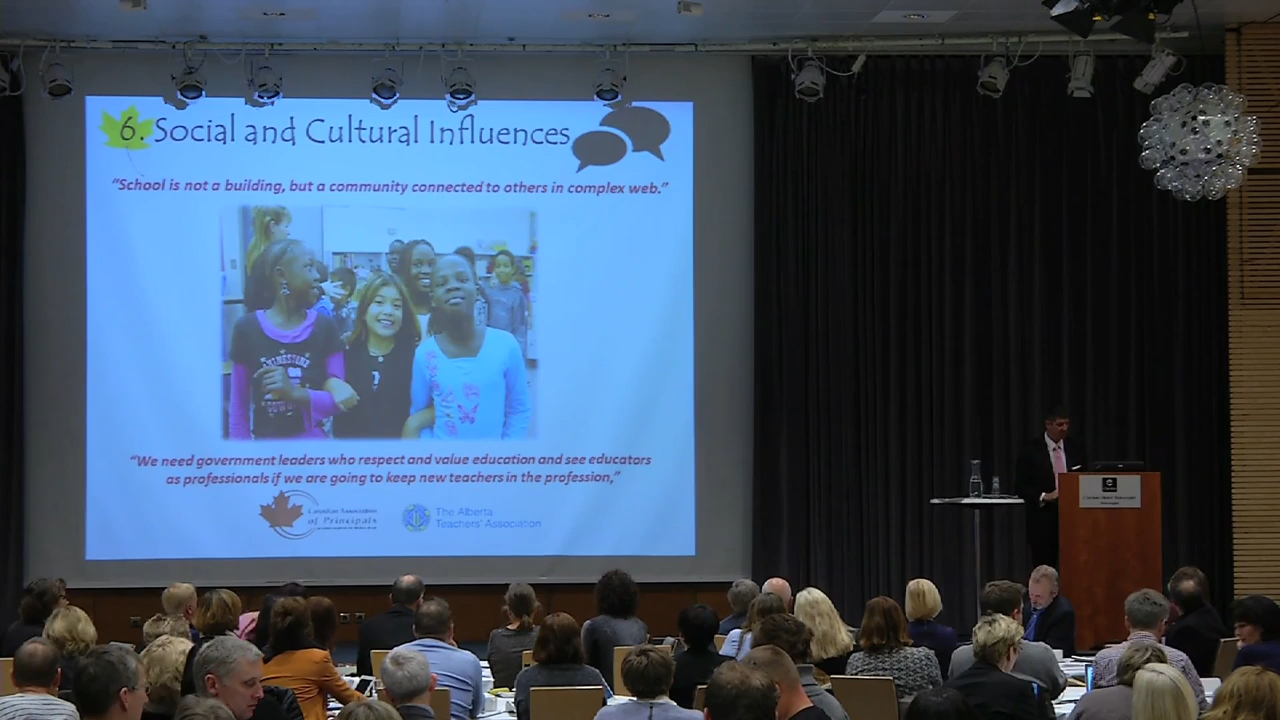 6. Social and Cultural Influences
“School is not a building, but a community connected to others in complex web.”
“We need government leaders who respect and value education and see educators
as professionals if we are going to keep new teachers in the profession,”
Canadian Association
of Principals
The Alberta
Teachers' Association